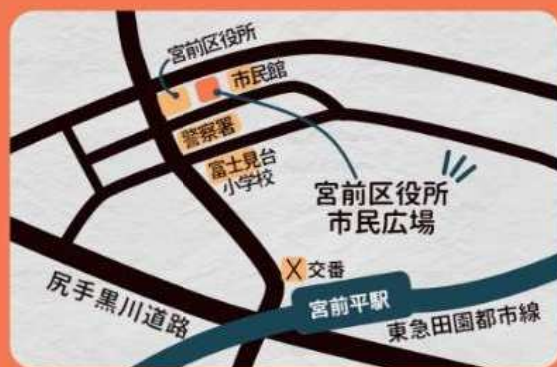 宮前区役所
市民館
警察署
富士見台
小学校
宮前区役所
市民広場
交番
宮前平駅
尻手黒川道路
東急田園都市線